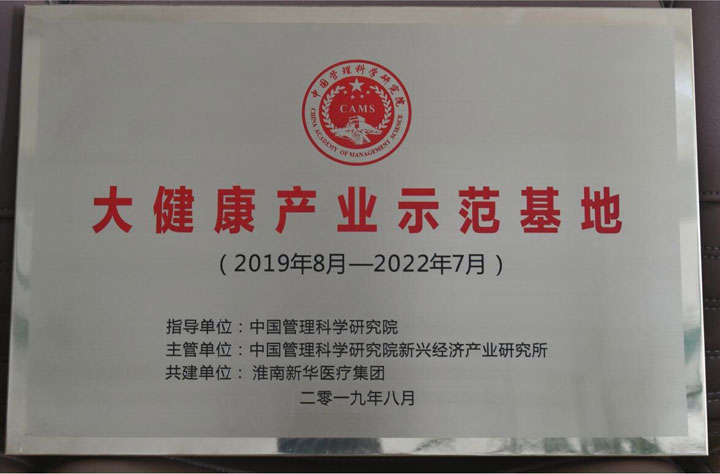 中国管理科学研究院
CAMS
CHINA ACADEMY OF MANAGEMENT SCIENCE
大健康产业示范基地
（2019年8月—2022年7月）
指导单位：中国管理科学研究院
主管单位：中国管理科学研究院新兴经济产业研究所
共建单位： 淮南新华医疗集团
二零一九年八月